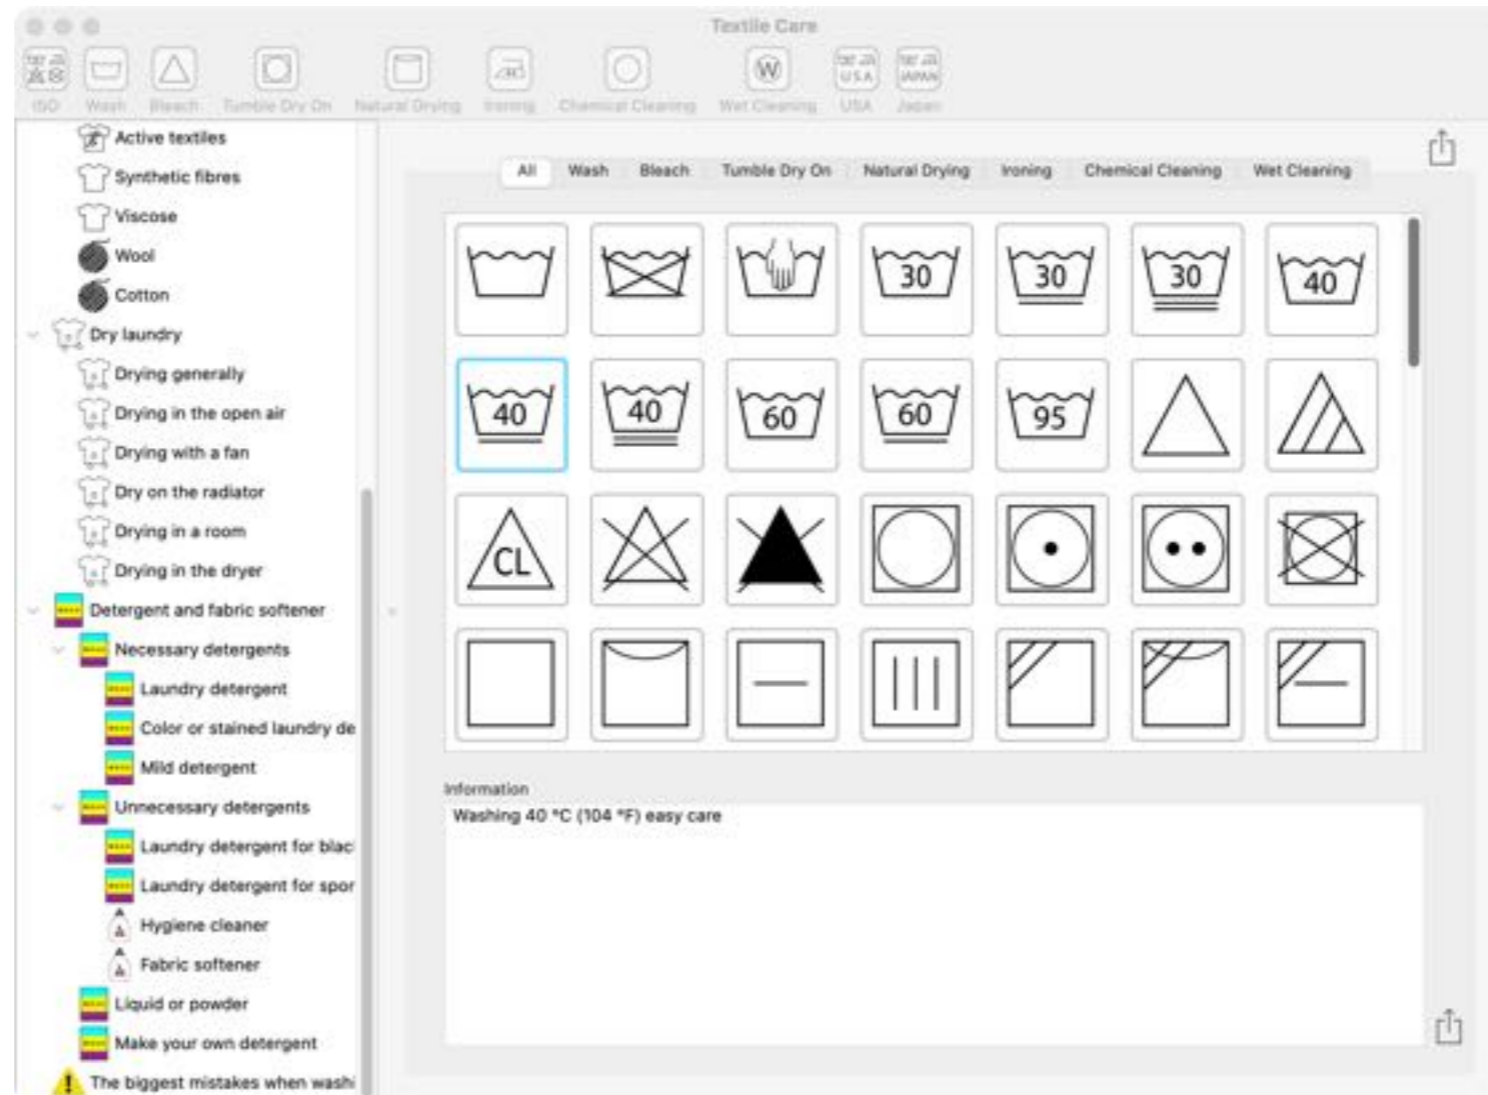 Textile Care
USA
JAPAN
W
ISO Wash Bleach Tumble Dry On Natural Drying Ironing Chemical Cleaning Wet Cleaning USA Japan
Active textiles
Synthetic fibres
Viscose
Wool
Cotton
Dry laundry
Drying generally
Drying in the open air
Drying with a fan
Dry on the radiator
Drying in a room
Drying in the dryer
Detergent and fabric softener
Necessary detergents
Laundry detergent
Color or stained laundry de
Mild detergent
Unnecessary detergents
Laundry detergent for blac
Laundry detergent for spor
Hygiene cleaner
Fabric softener
Liquid or powder
Make your own detergent
The biggest mistakes when washi
All Wash Bleach Tumble Dry On Natural Drying Ironing Chemical Cleaning Wet Cleaning
30 30 30 40
40 40 60 60 95
CL
Information
Washing 40 °C (104 °F) easy care